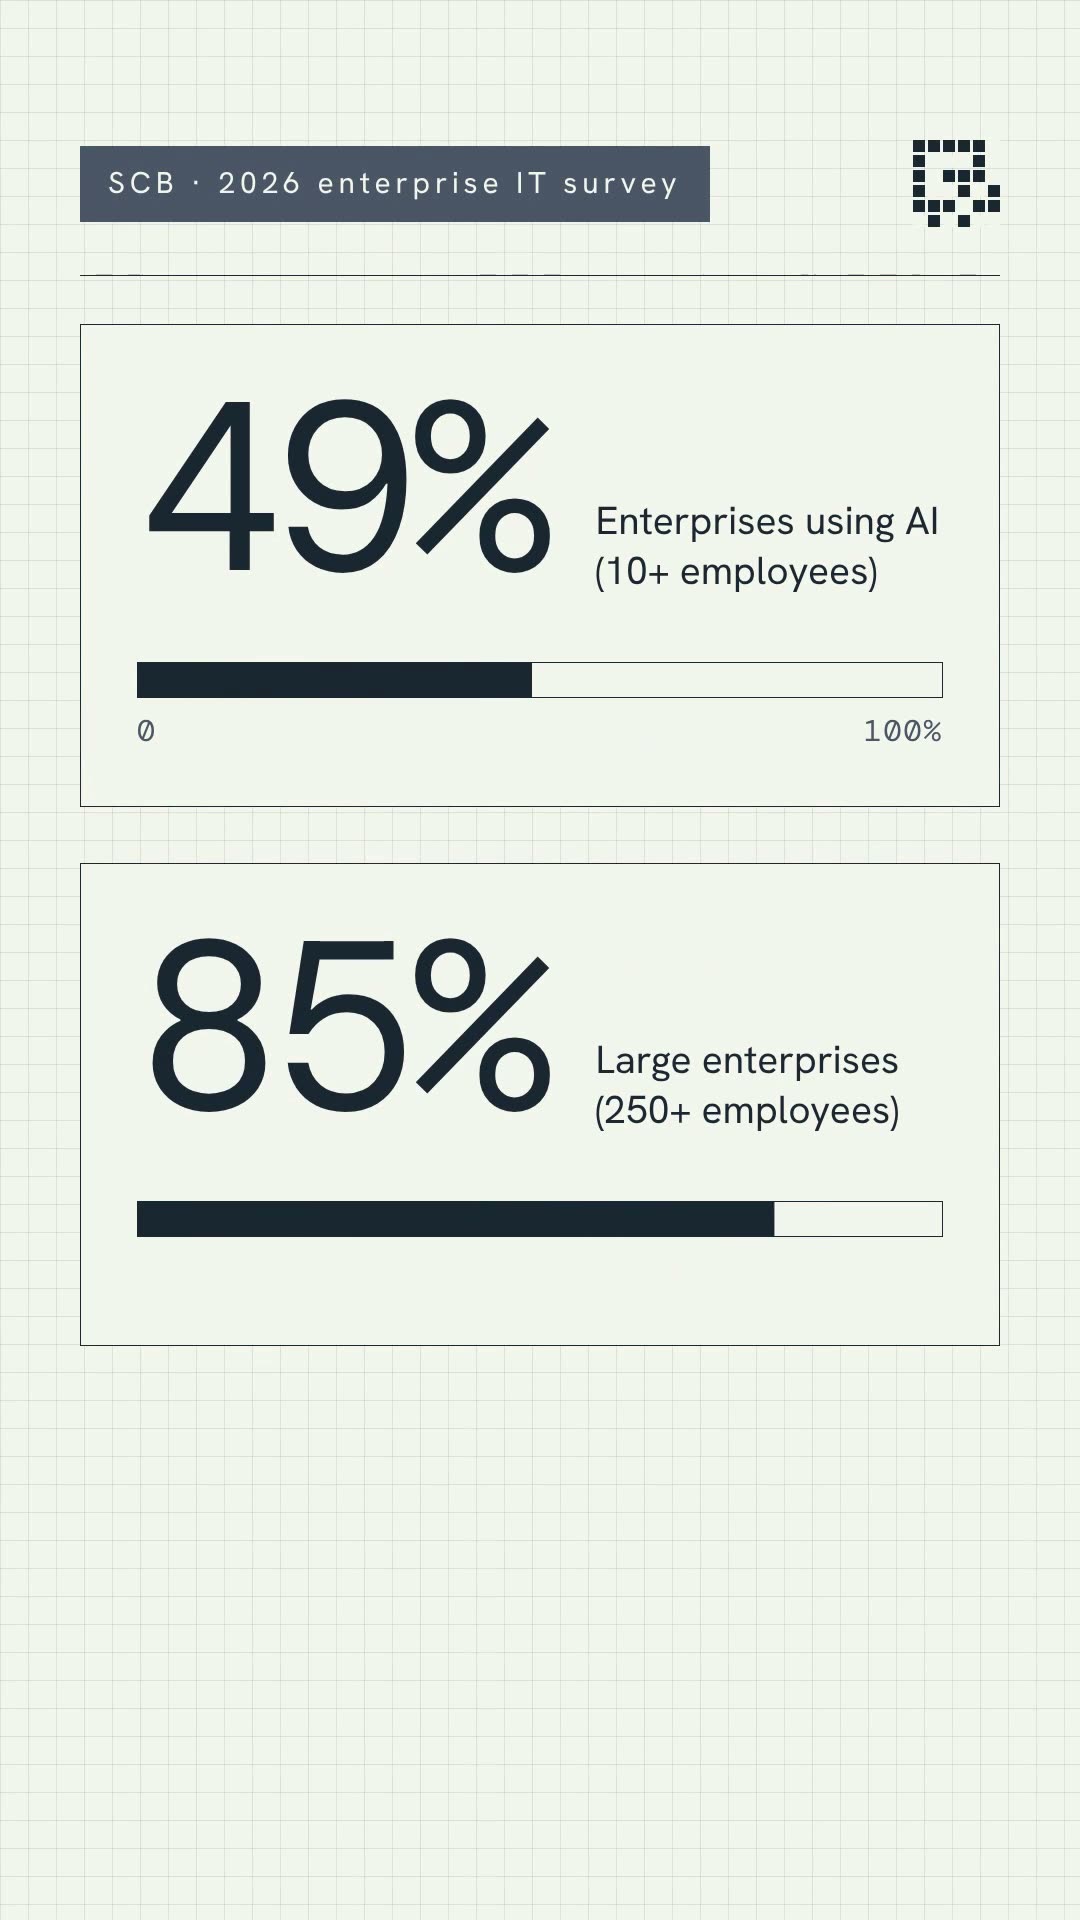 SCB · 2026 enterprise IT survey
49%
Enterprises using AI
(10+ employees)
0
100%
85%
Large enterprises
(250+ employees)